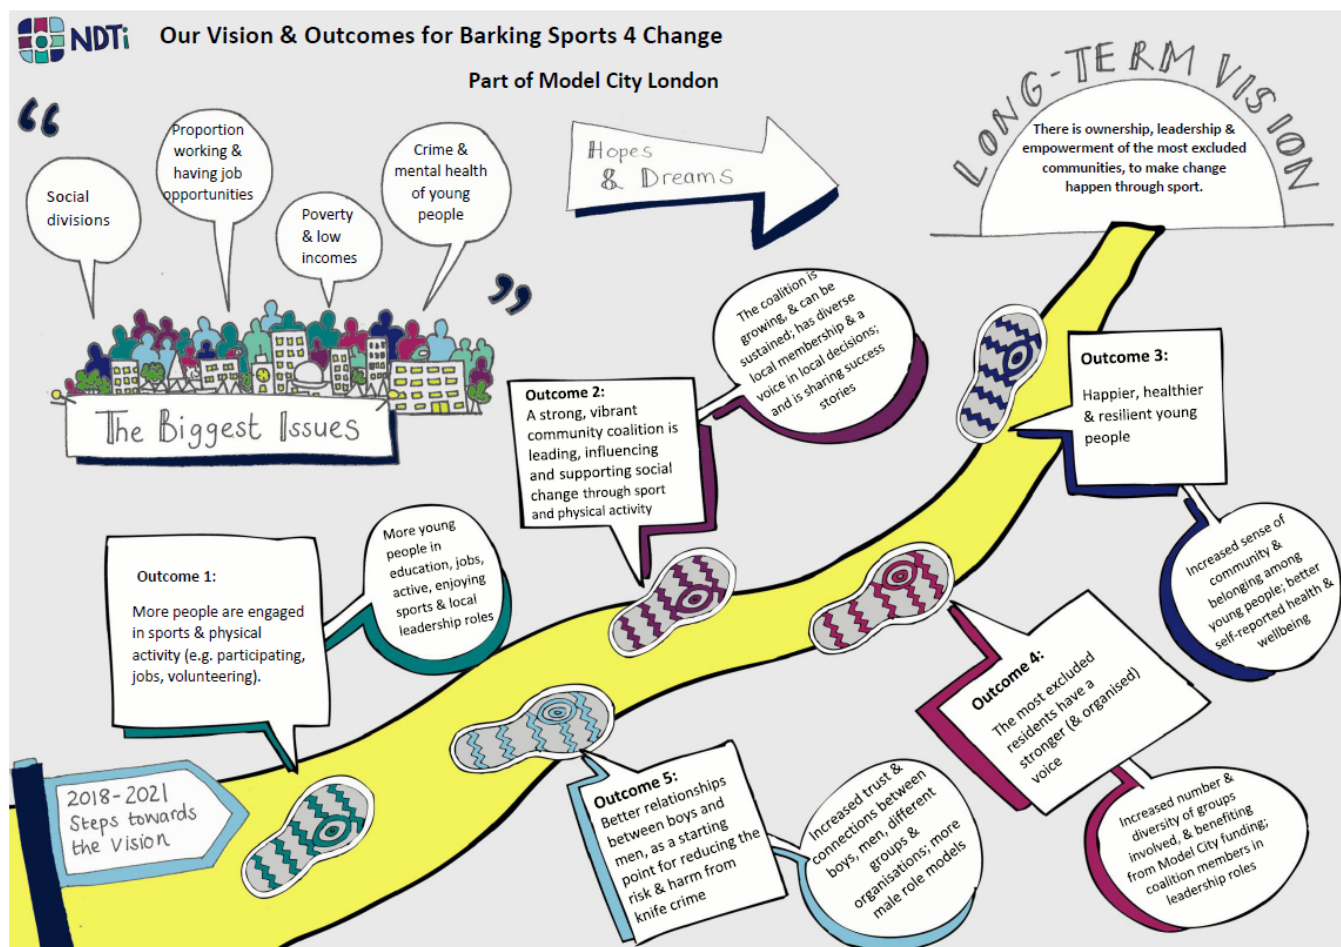 NDTi
Our Vision & Outcomes for Barking Sports 4 Change
Part of Model City London
“
Social
divisions
Proportion
working &
having job
opportunities
Poverty
& low
incomes
Crime &
mental health
of young
people
”
The Biggest Issues
Hopes
& Dreams
LONG-TERM VISION
There is ownership, leadership &
empowerment of the most excluded
communities, to make change
happen through sport.
2018-2021
Steps towards
the Vision
Outcome 1:
More people are engaged
in sports & physical
activity (e.g. participating,
jobs, volunteering).
More young
people in
education, jobs,
active, enjoying
sports & local
leadership roles
Outcome 2:
A strong, vibrant
community coalition is
leading, influencing
and supporting social
change through sport
and physical activity
The coalition is
growing, & can be
sustained; has diverse
local membership & a
voice in local decisions;
and is sharing success
stories
Outcome 3:
Happier, healthier
& resilient young
people
Increased sense of
community &
belonging among
young people; better
self-reported health &
wellbeing
Outcome 4:
The most excluded
residents have a
stronger (& organised)
voice
Increased number &
diversity of groups
involved, & benefiting
from Model City funding;
coalition members in
leadership roles
Outcome 5:
Better relationships
between boys and
men, as a starting
point for reducing the
risk & harm from
knife crime
Increased trust &
connections between
boys, men, different
groups &
organisations; more
male role models